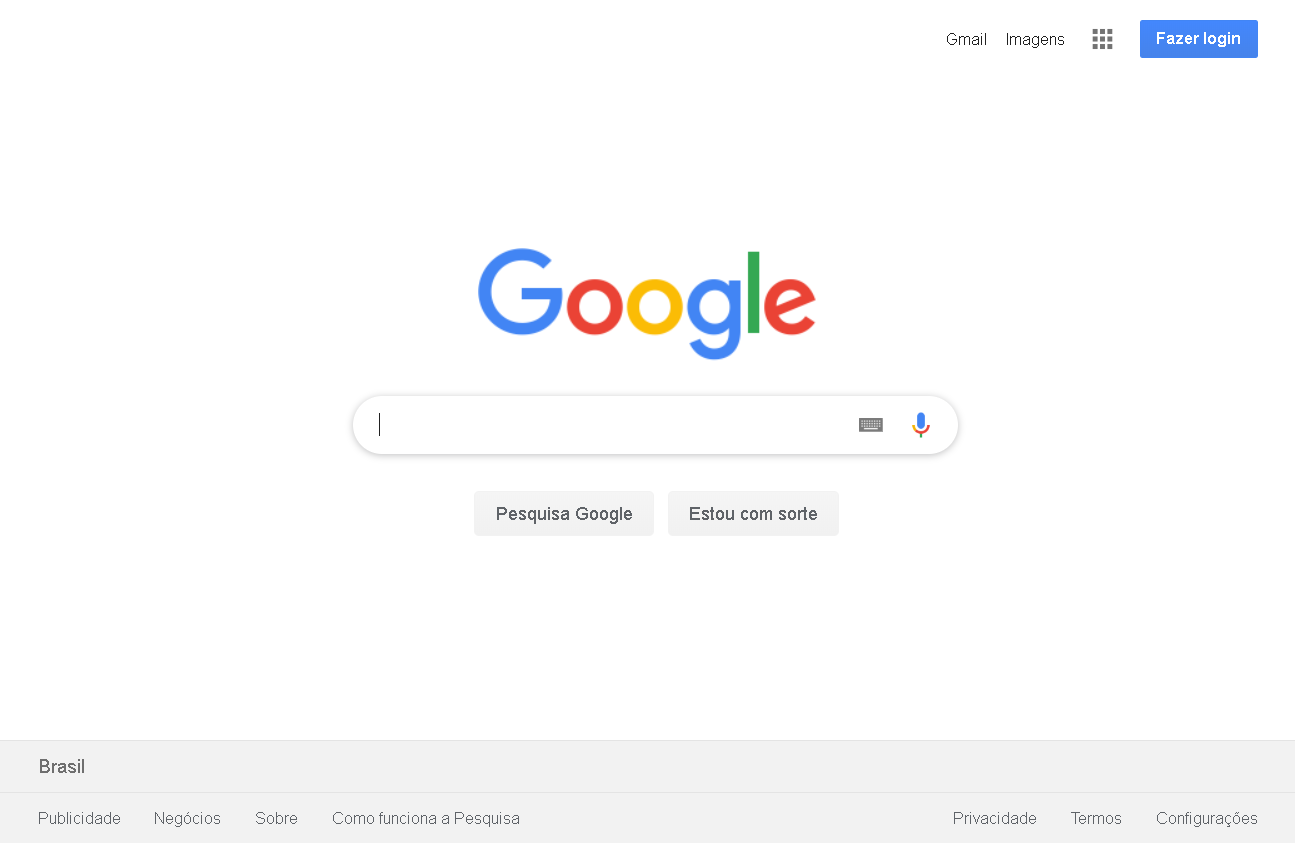 Gmail Imagens Fazer login
Google
Pesquisa Google Estou com sorte
Brasil
Publicidade Negócios Sobre Como funciona a Pesquisa Privacidade Termos Configurações